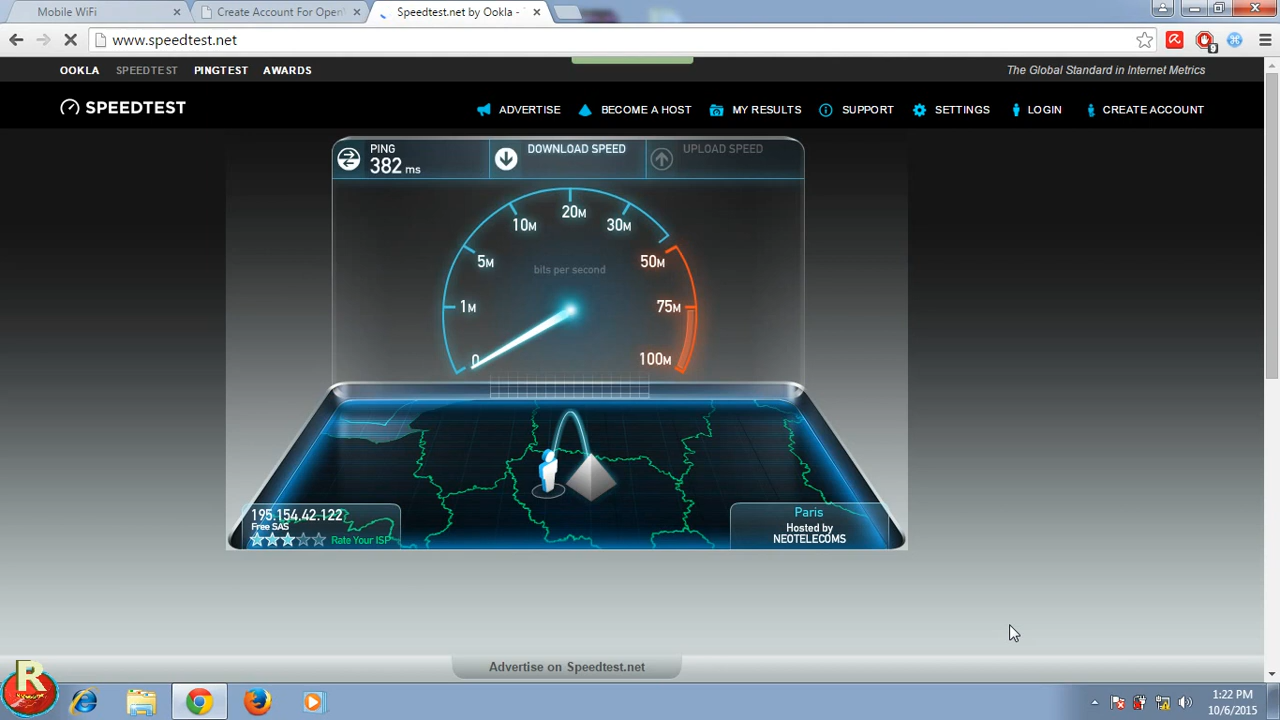 Mobile WiFi
Create Account For Open
Speedtest.net by Ookla -
www.speedtest.net
9
OOKLA SPEEDTEST PINGTEST AWARDS
The Global Standard in Internet Metrics
SPEEDTEST
ADVERTISE BECOME A HOST MY RESULTS SUPPORT SETTINGS LOGIN CREATE ACCOUNT
PING
382 ms
DOWNLOAD SPEED
UPLOAD SPEED
20M
10M
30M
5M
50M
bits per second
1M
75M
0
100M
195.154.42.122
Free SAS
Rate Your ISP
Paris
Hosted by
NEOTELECOMS
Advertise on Speedtest.net
R
1:22 PM
10/6/2015